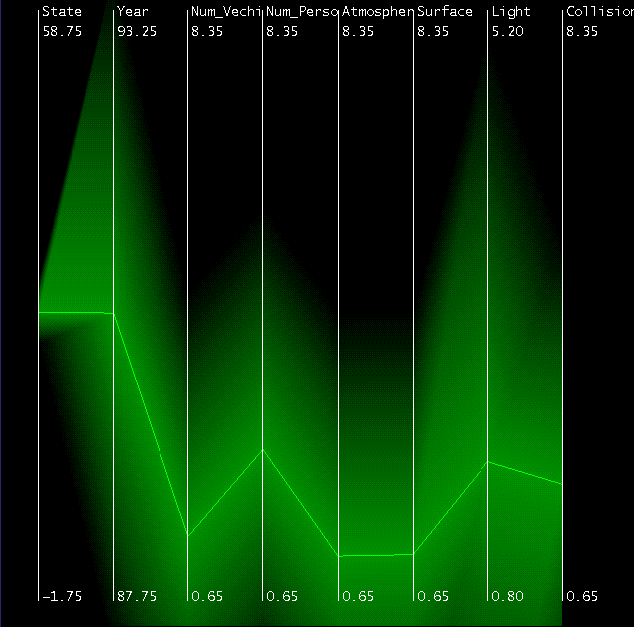 State Year Num_Vechi Num_Perso Atmospher Surface Light Collision
58.75 93.25 8.35 8.35 8.35 8.35 5.20 8.35
-1.75 87.75 0.65 0.65 0.65 0.65 0.80 0.65